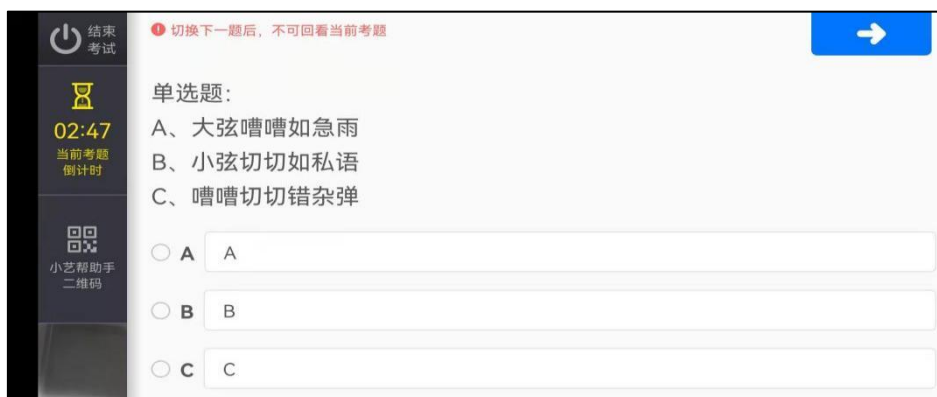 结束
考试
切换下一题后，不可回看当前考题
02:47
当前考题
倒计时
小艺帮助手
二维码
单选题：
A、大弦嘈嘈如急雨
B、小弦切切如私语
C、嘈嘈切切错杂弹
A A
B B
C C